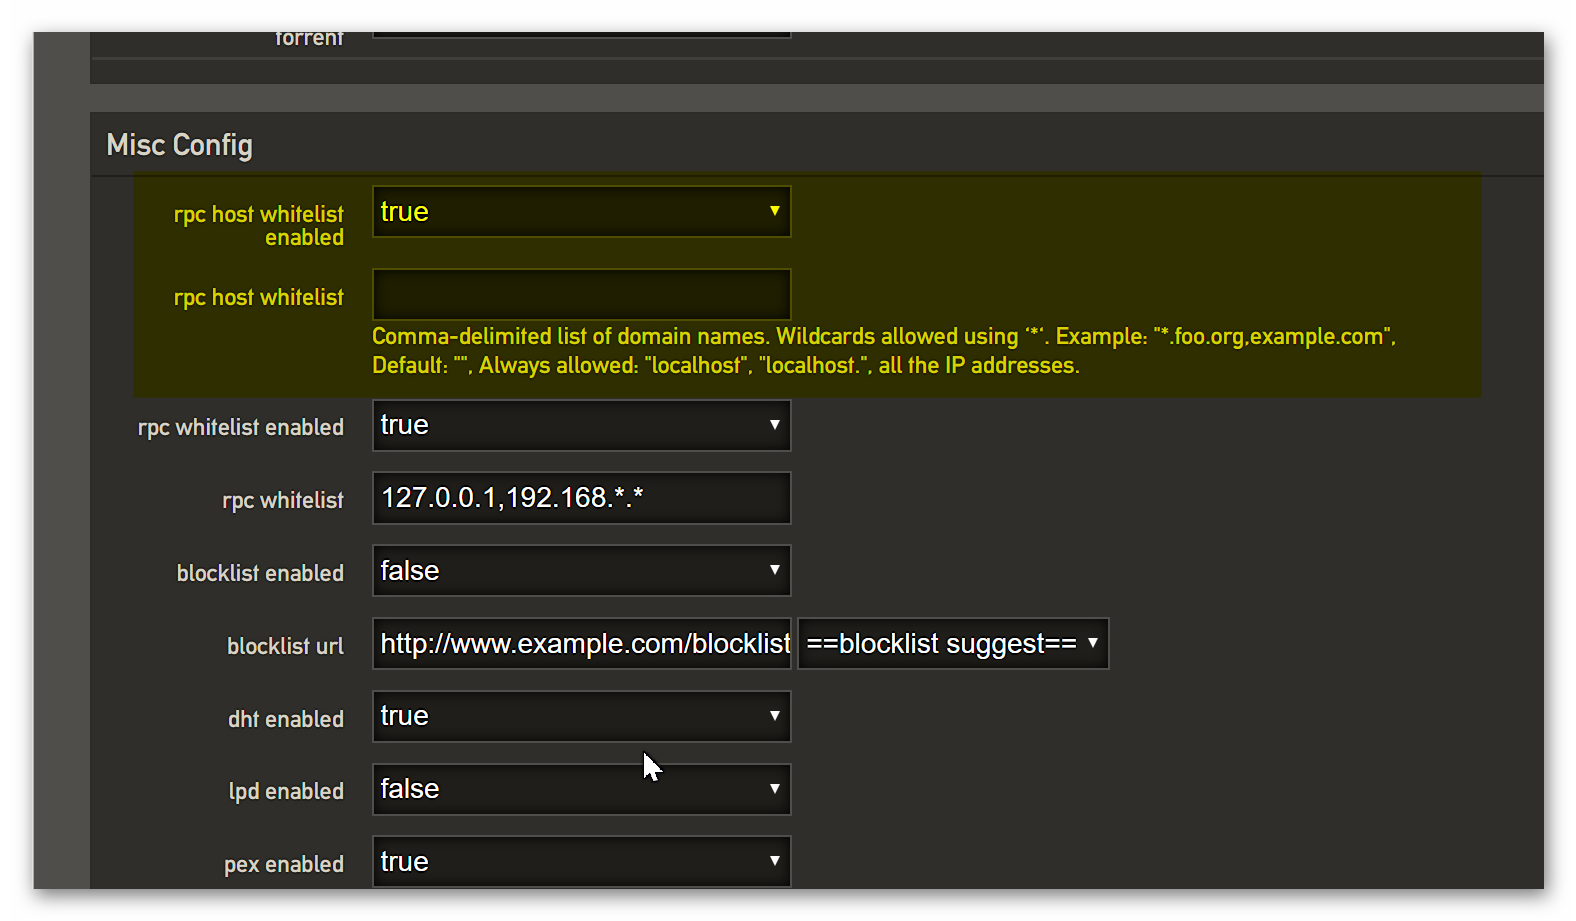 torrent
Misc Config
rpc host whitelist
enabled
true
rpc host whitelist
Comma-delimited list of domain names. Wildcards allowed using ‘*‘. Example: "*.foo.org,example.com",
Default: "", Always allowed: "localhost", "localhost.", all the IP addresses.
rpc whitelist enabled true
rpc whitelist 127.0.0.1,192.168.*.*
blocklist enabled false
blocklist url http://www.example.com/blocklist ==blocklist suggest==
dht enabled true
lpd enabled false
pex enabled true